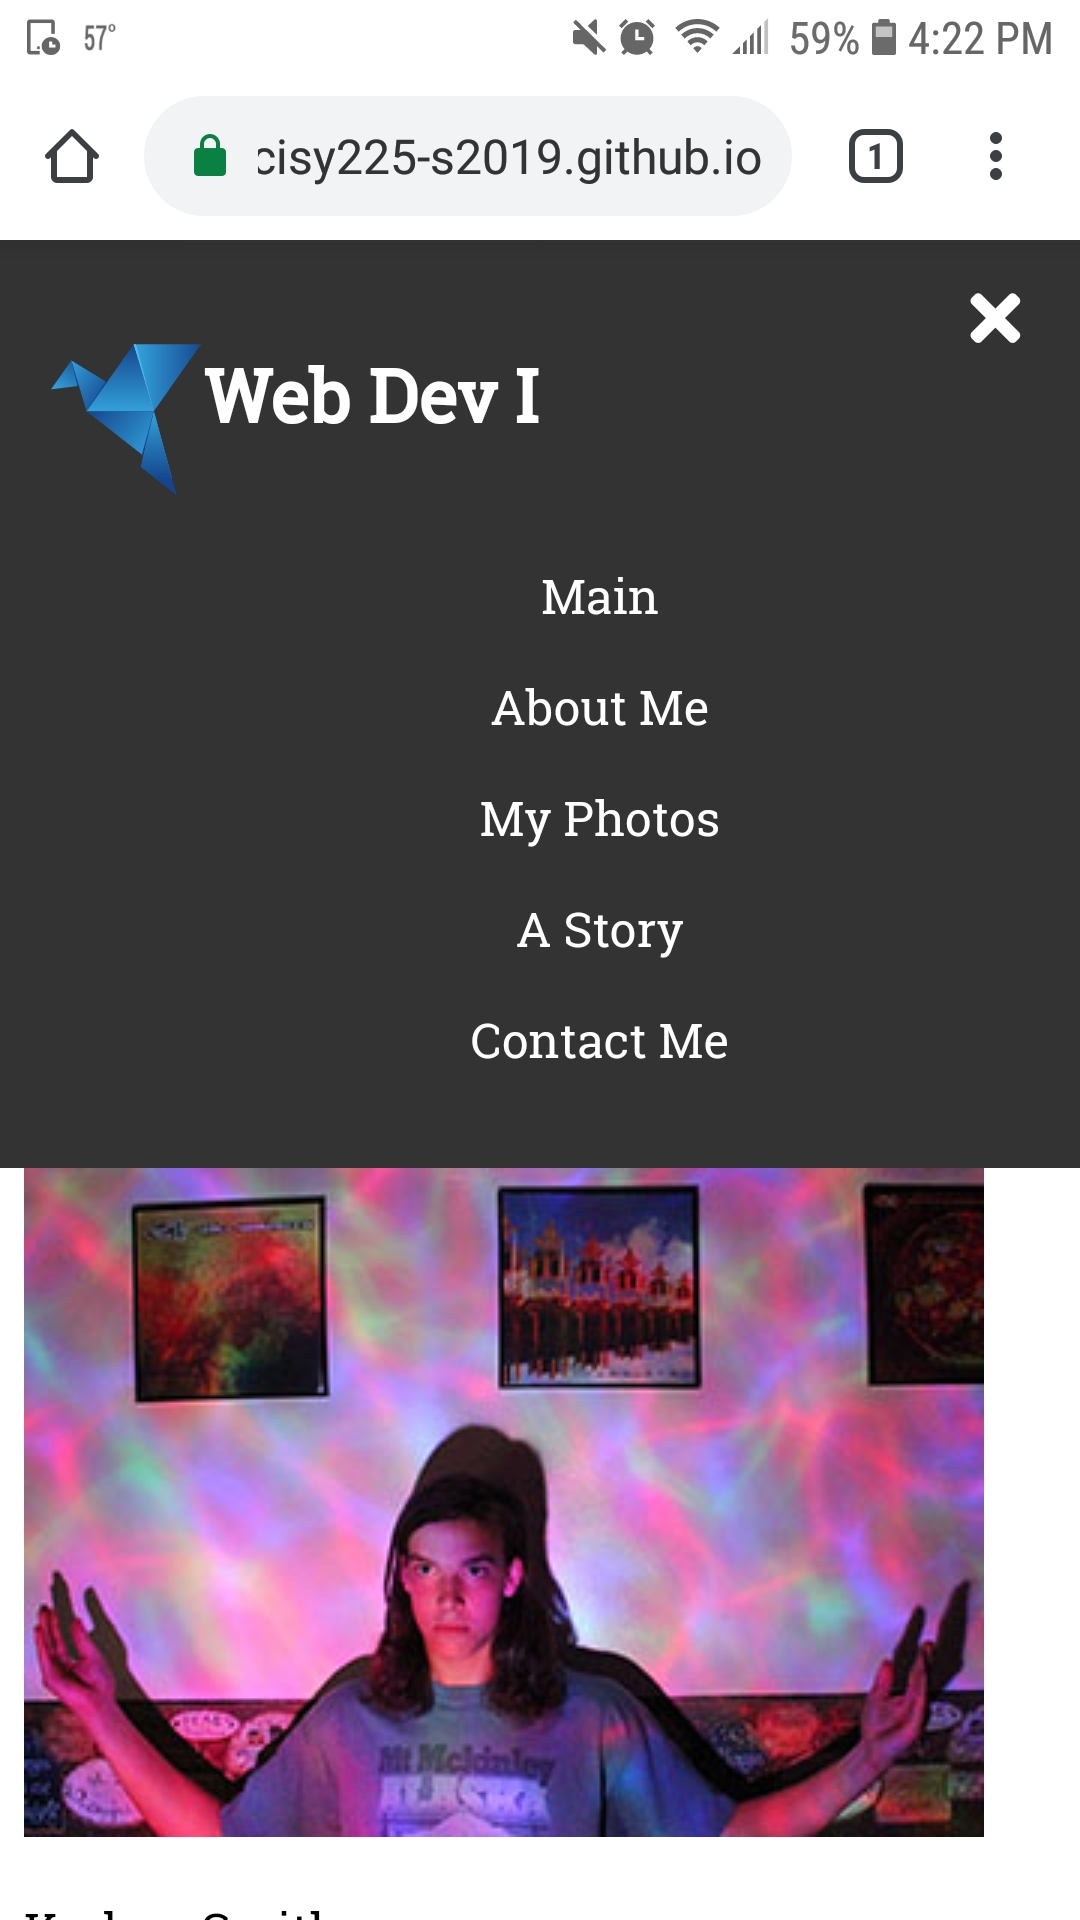 57°
59%
4:22 PM
cisy225-s2019.github.io
1
Web Dev I
Main
About Me
My Photos
A Story
Contact Me
Mt Mckinley
ALASKA